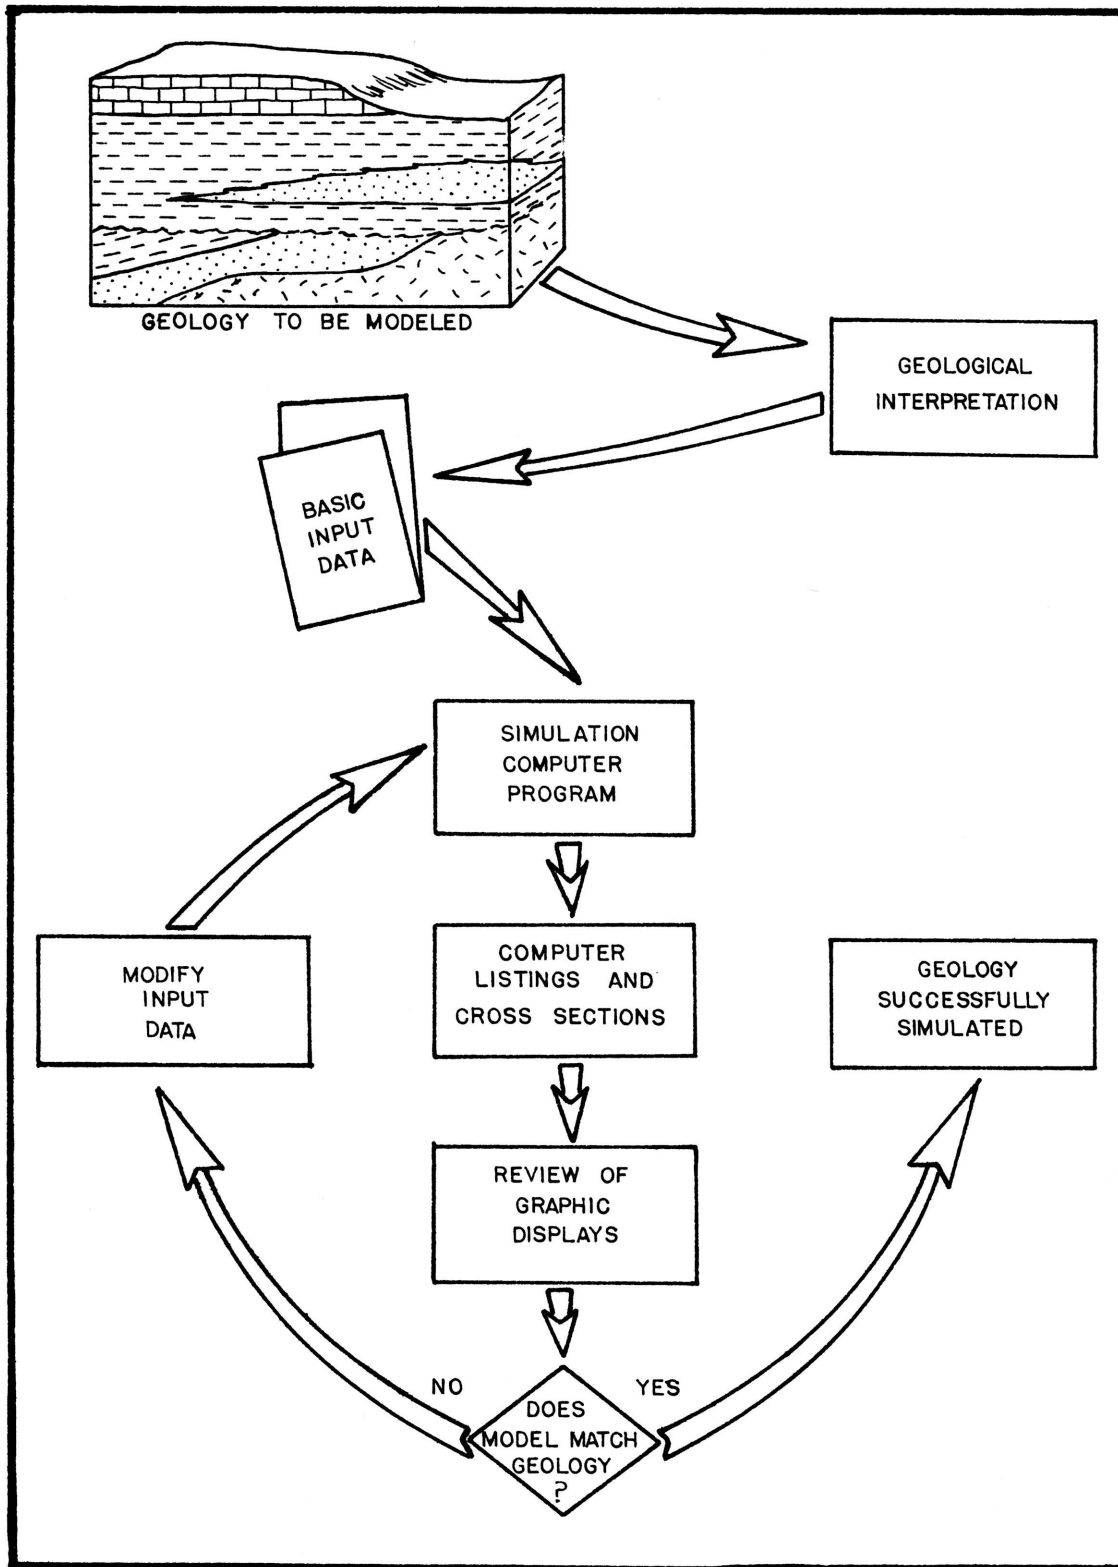 GEOLOGY TO BE MODELED
GEOLOGICAL
INTERPRETATION
BASIC
INPUT
DATA
SIMULATION
COMPUTER
PROGRAM
COMPUTER
LISTINGS AND
CROSS SECTIONS
MODIFY
INPUT
DATA
GEOLOGY
SUCCESSFULLY
SIMULATED
REVIEW OF
GRAPHIC
DISPLAYS
NO
YES
DOES
MODEL MATCH
GEOLOGY
?